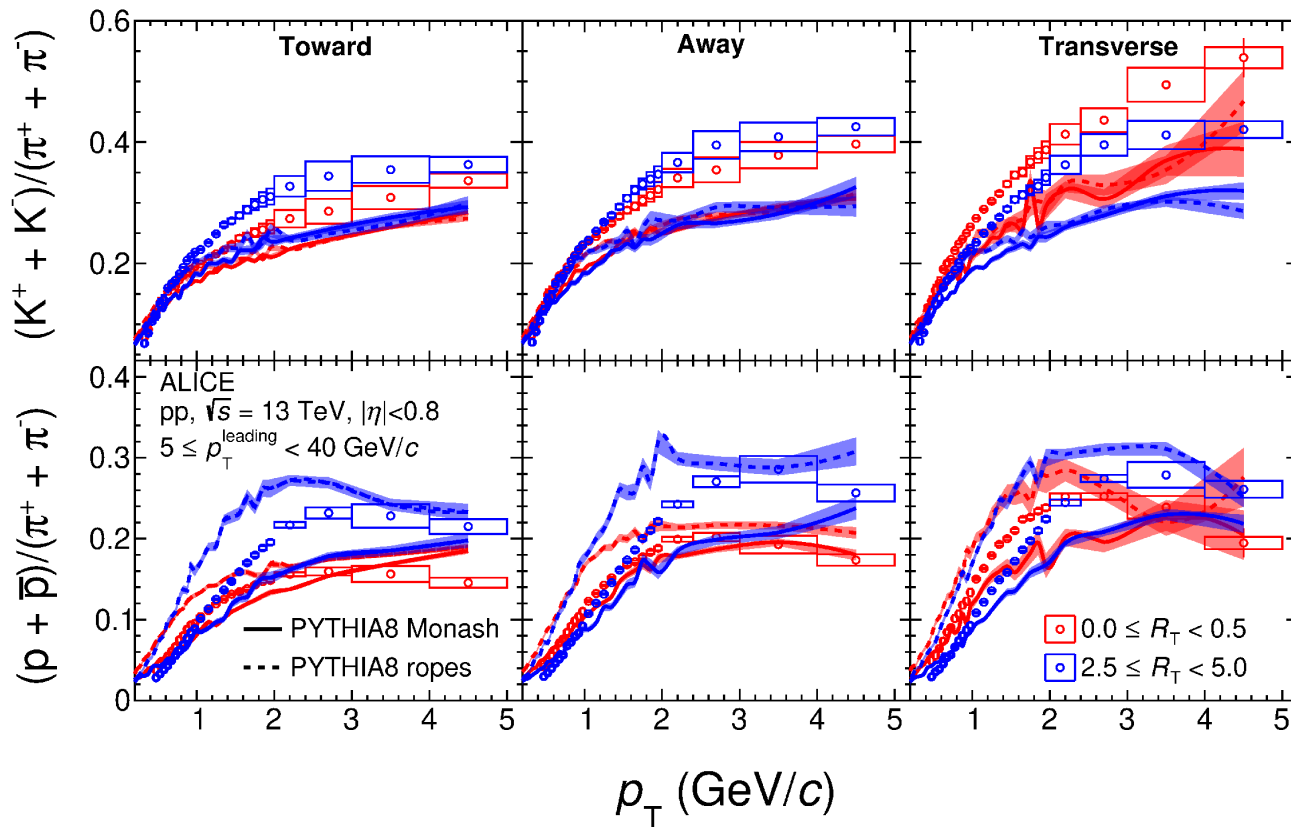 (K⁺ + K⁻)/(π⁺ + π⁻)
0.6
0.4
0.2
Toward
Away
Transverse
(p + p̅)/(π⁺ + π⁻)
0.4
0.3
0.2
0.1
0
ALICE
pp, √s = 13 TeV, |η|<0.8
5 ≤ p_T^leading < 40 GeV/c
PYTHIA8 Monash
PYTHIA8 ropes
0.0 ≤ R_T < 0.5
2.5 ≤ R_T < 5.0
1 2 3 4 5 1 2 3 4 5 1 2 3 4 5
p_T (GeV/c)